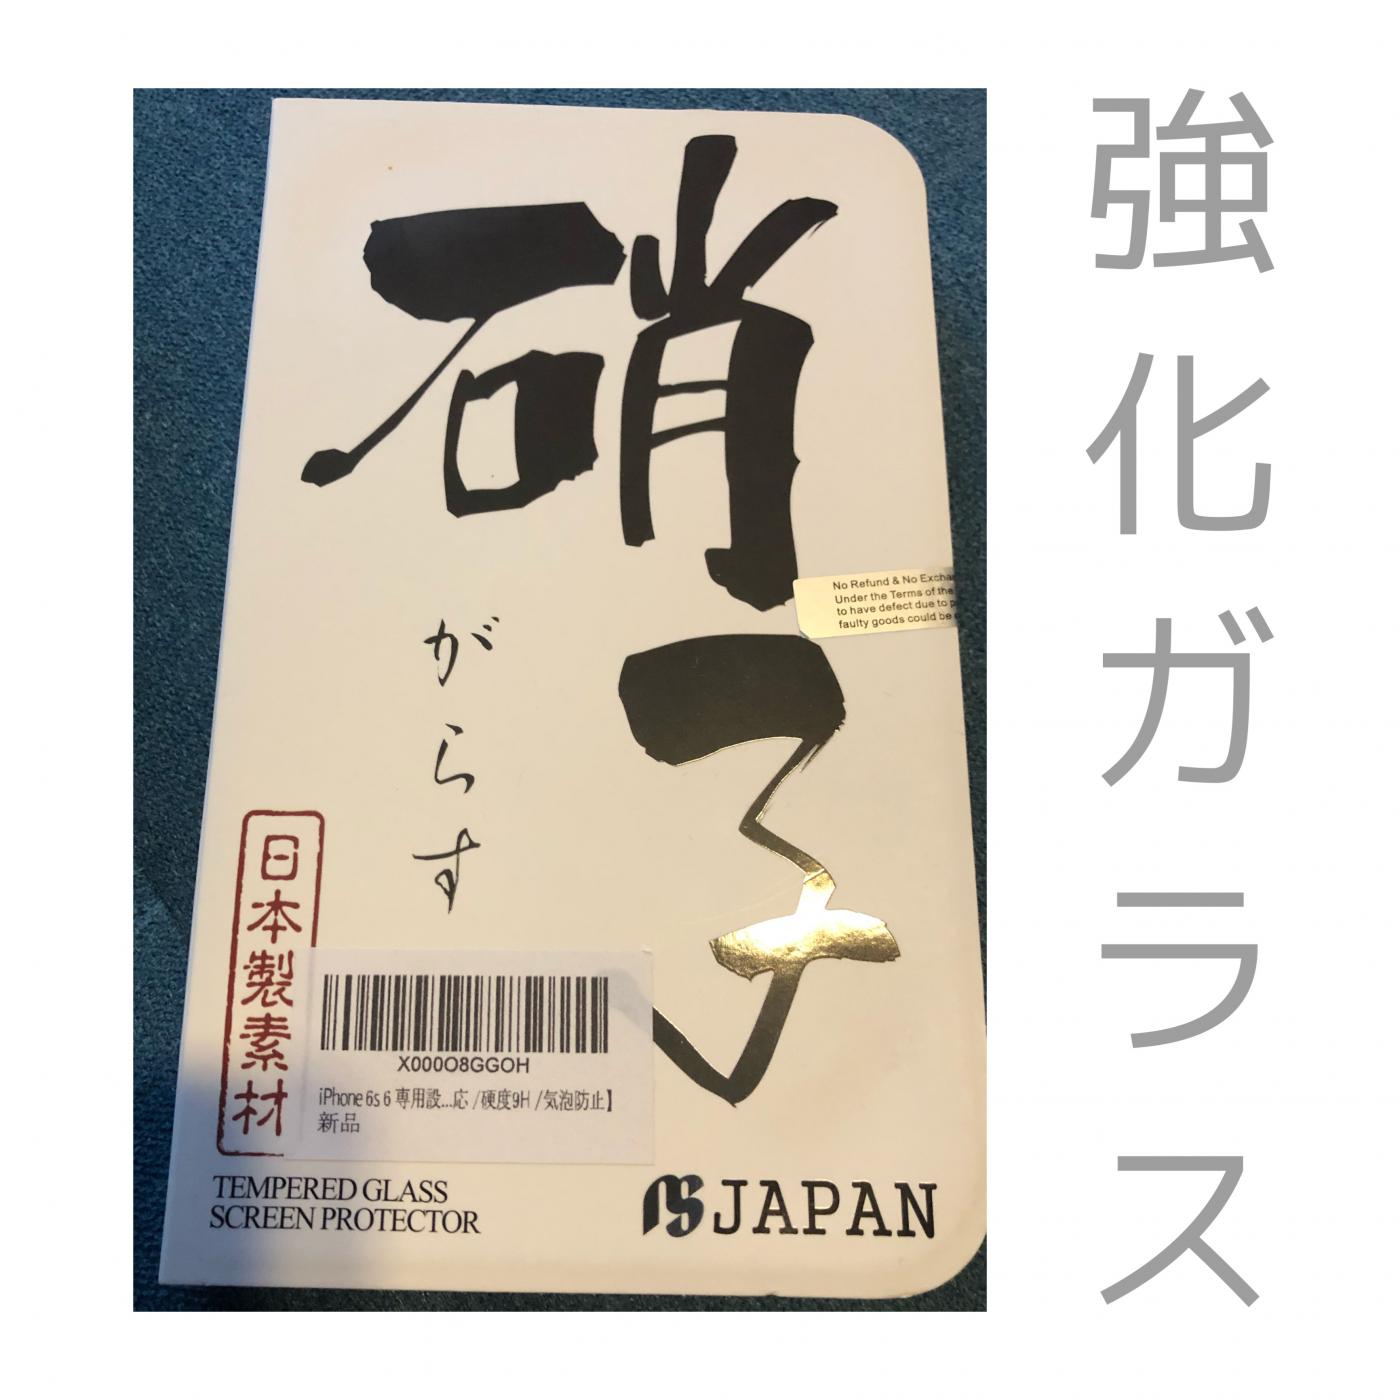 強化ガラス
硝子
がらす
No Refund & No Excha
Under the Terms of the
to have defect due to p
faulty goods could be
日本製素材
X000O8GGOH
iPhone 6s 6 専用設...応 /硬度9H /気泡防止】
新品
TEMPERED GLASS
SCREEN PROTECTOR
PS JAPAN